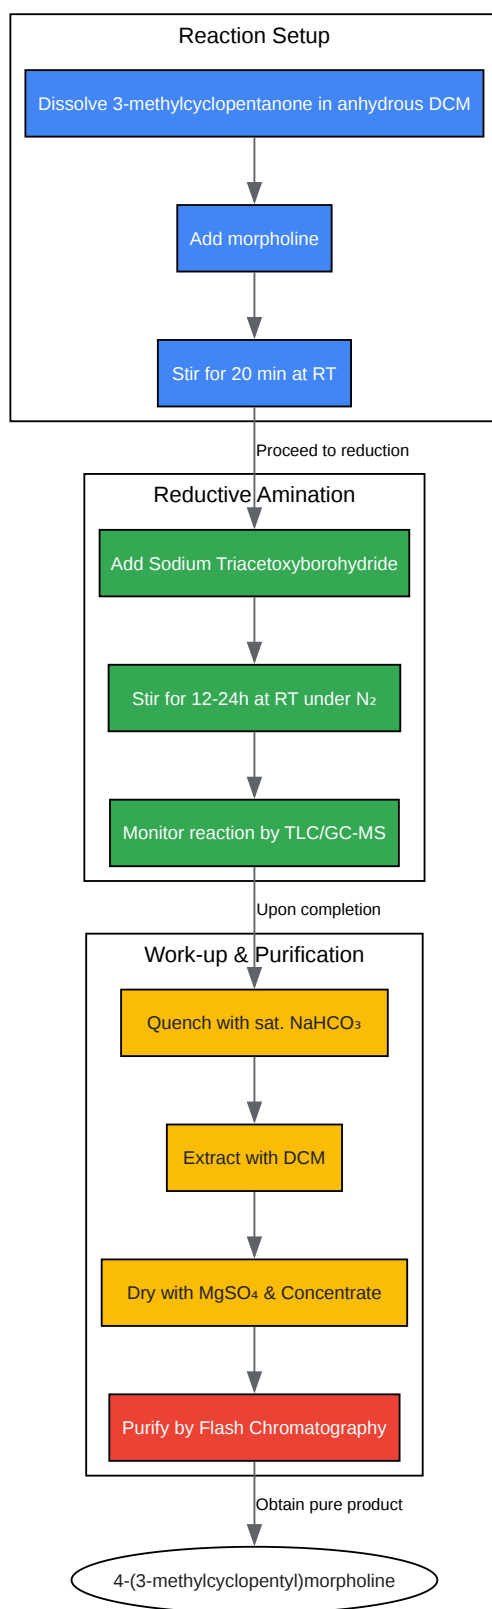 Reaction Setup
Dissolve 3-methylcyclopentanone in anhydrous DCM
Add morpholine
Stir for 20 min at RT
Proceed to reduction
Reductive Amination
Add Sodium Triacetoxyborohydride
Stir for 12-24h at RT under N₂
Monitor reaction by TLC/GC-MS
Upon completion
Work-up & Purification
Quench with sat. NaHCO₃
Extract with DCM
Dry with MgSO₄ & Concentrate
Purify by Flash Chromatography
Obtain pure product
4-(3-methylcyclopentyl)morpholine